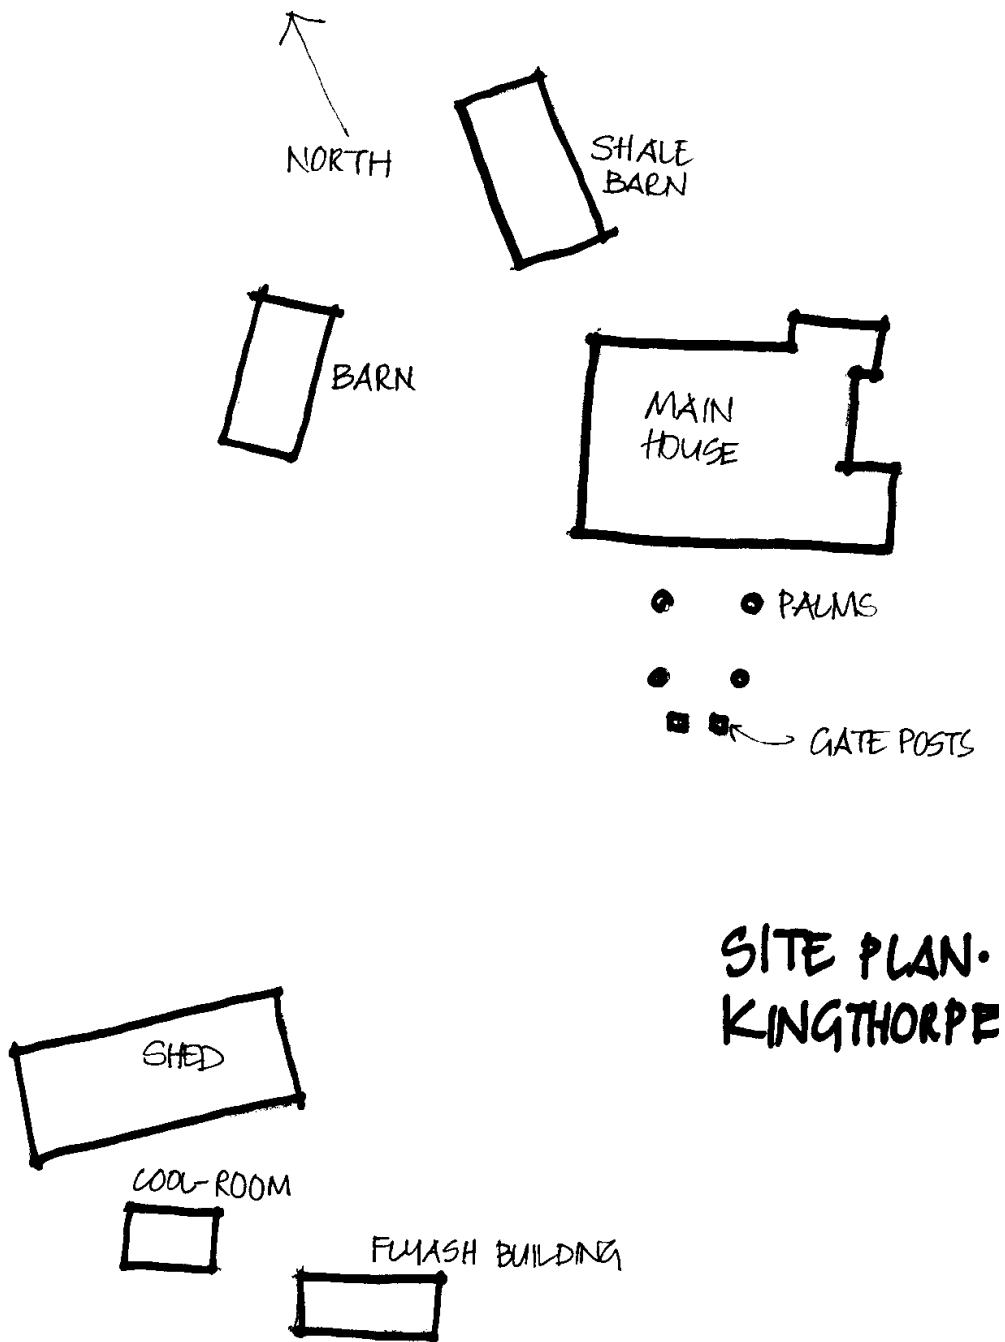 NORTH
SHALE
BARN
BARN
MAIN
HOUSE
PALMS
GATE POSTS
SITE PLAN.
KINGTHORPE
SHED
COOL-ROOM
FLYASH BUILDING